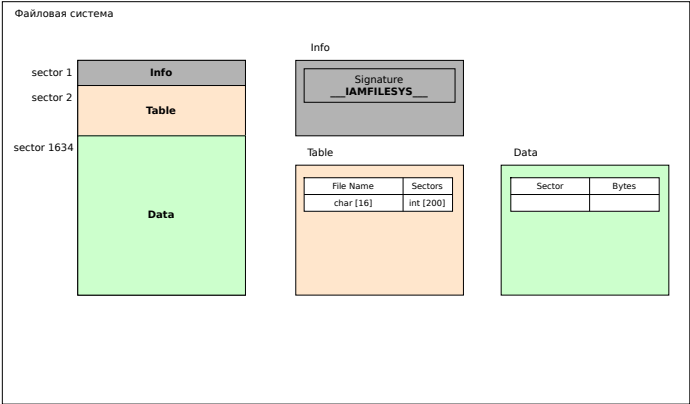 Файловая система
Info
sector 1
Info
sector 2
Table
sector 1634
Data
Signature
___IAMFILESYS___
Table
File Name Sectors
char [16] int [200]
Data
Sector Bytes